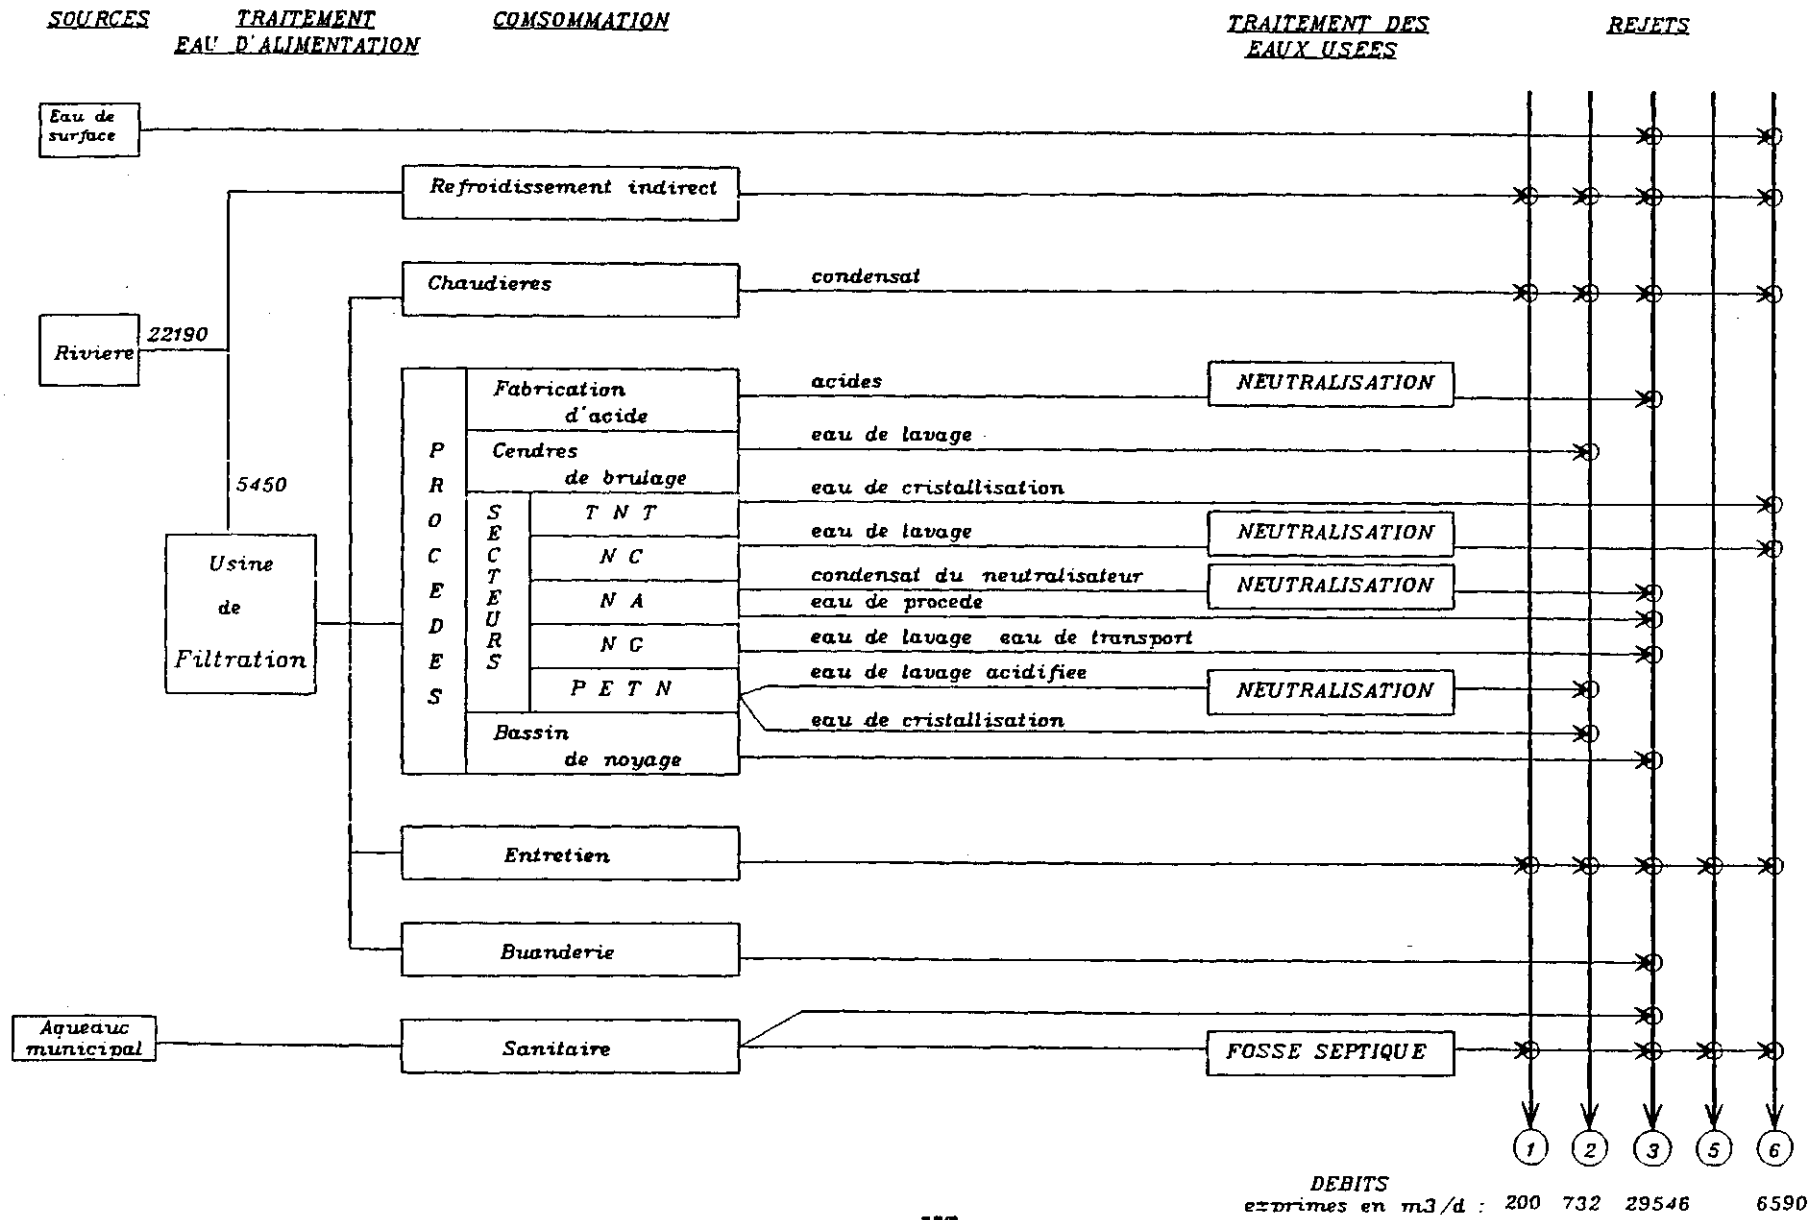 SOURCES
TRAITEMENT
EAU D'ALIMENTATION
COMSOMMATION
TRAITEMENT DES
EAUX USEES
REJETS
Eau de
surface
Refroidissement indirect
Chaudieres
condensat
Riviere
22190
5450
Usine
de
Filtration
PROCEDES
Fabrication
d'acide
acides
NEUTRALISATION
Cendres
de brulage
eau de lavage
SECTEURS
T N T
eau de cristallisation
N C
eau de lavage
NEUTRALISATION
N A
condensat du neutralisateur
NEUTRALISATION
eau de procede
N G
eau de lavage eau de transport
P E T N
eau de lavage acidifiee
NEUTRALISATION
eau de cristallisation
Bassin
de noyage
Entretien
Buanderie
Aqueduc
municipal
Sanitaire
FOSSE SEPTIQUE
1 2 3 5 6
DEBITS
exprimes en m3/d : 200 732 29546 6590